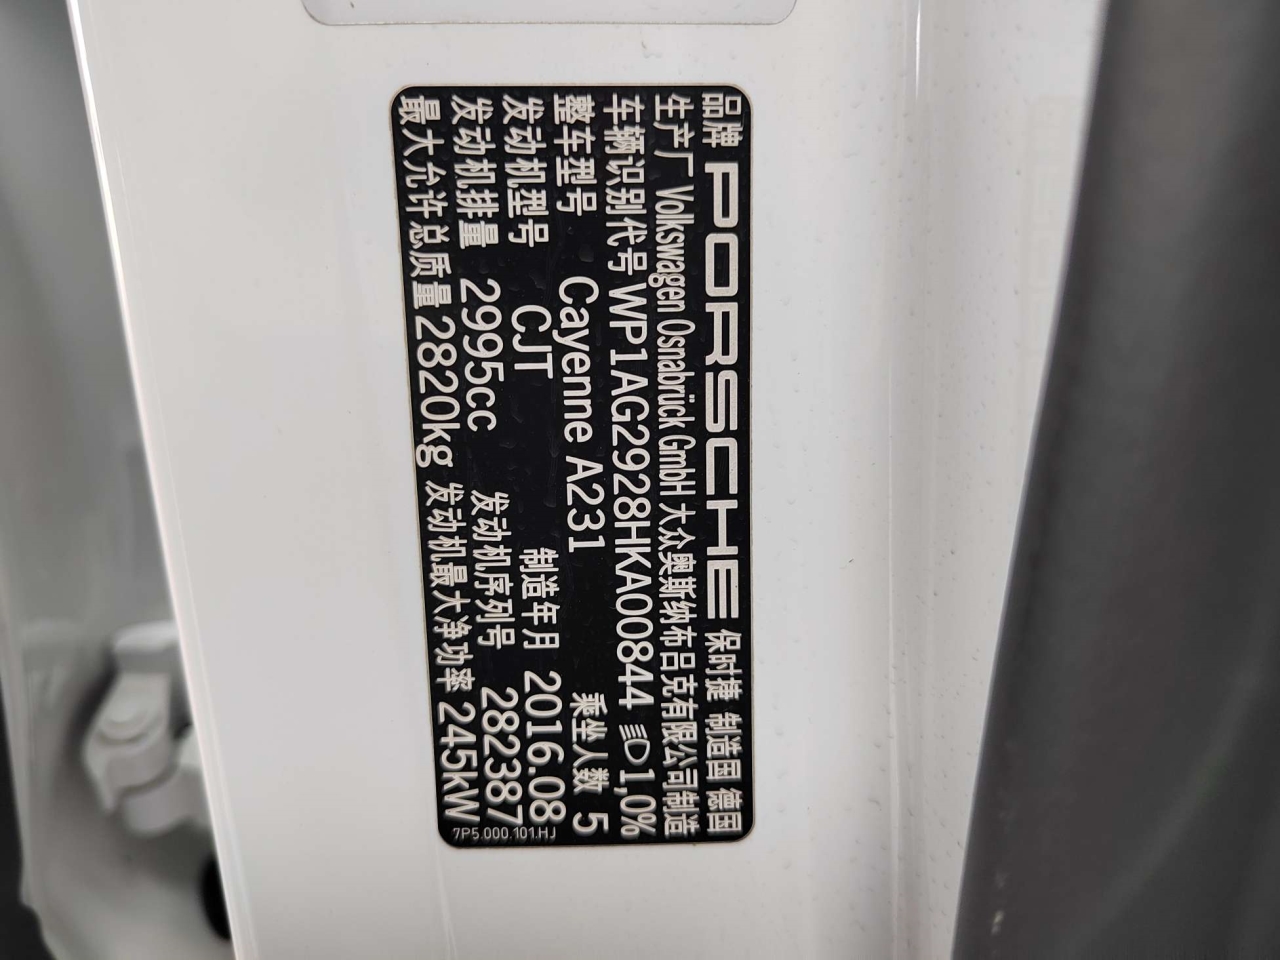 品牌 PORSCHE 保时捷 制造国 德国
生产厂 Volkswagen Osnabrück GmbH 大众奥斯纳布吕克有限公司制造
车辆识别代号 WP1AG2928HKA00844 1,0%
整车型号 Cayenne A231 乘坐人数 5
发动机型号 CJT 制造年月 2016.08
发动机排量 2995cc 发动机序列号 282387
最大允许总质量 2820kg 发动机最大净功率 245kW
7P5.000.101.HJ